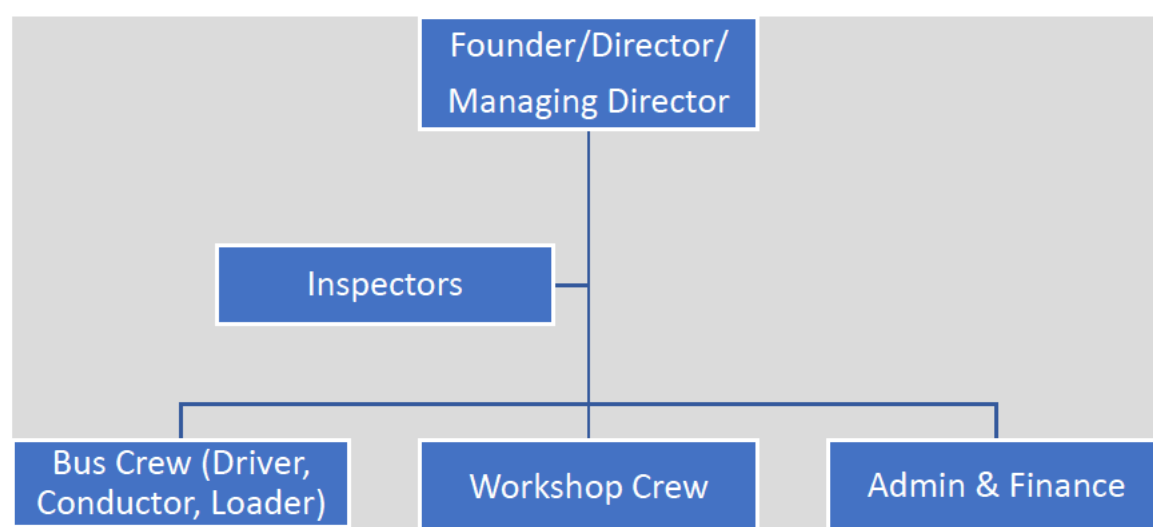 Founder/Director/
Managing Director
Inspectors
Bus Crew (Driver,
Conductor, Loader)
Workshop Crew
Admin & Finance